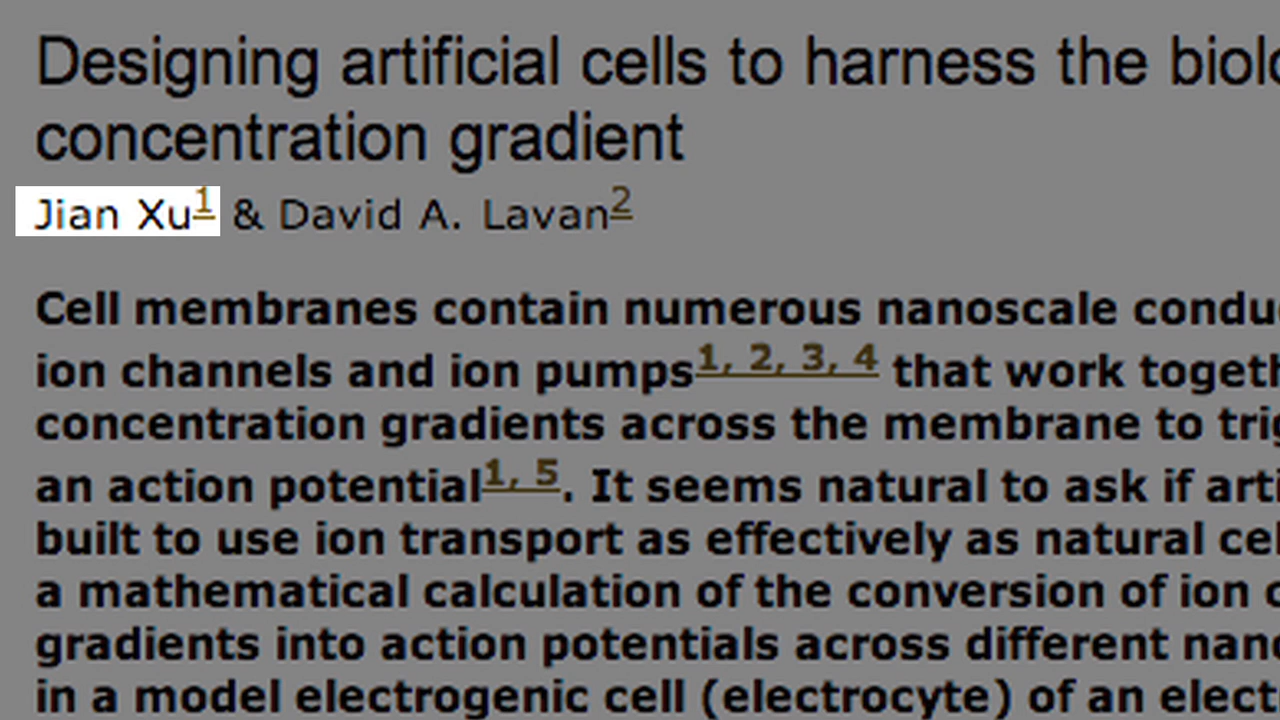 Designing artificial cells to harness the biolo
concentration gradient
Jian Xu1 & David A. Lavan2
Cell membranes contain numerous nanoscale condu
ion channels and ion pumps1, 2, 3, 4 that work togeth
concentration gradients across the membrane to trig
an action potential1, 5. It seems natural to ask if arti
built to use ion transport as effectively as natural cel
a mathematical calculation of the conversion of ion c
gradients into action potentials across different nano
in a model electrogenic cell (electrocyte) of an elect